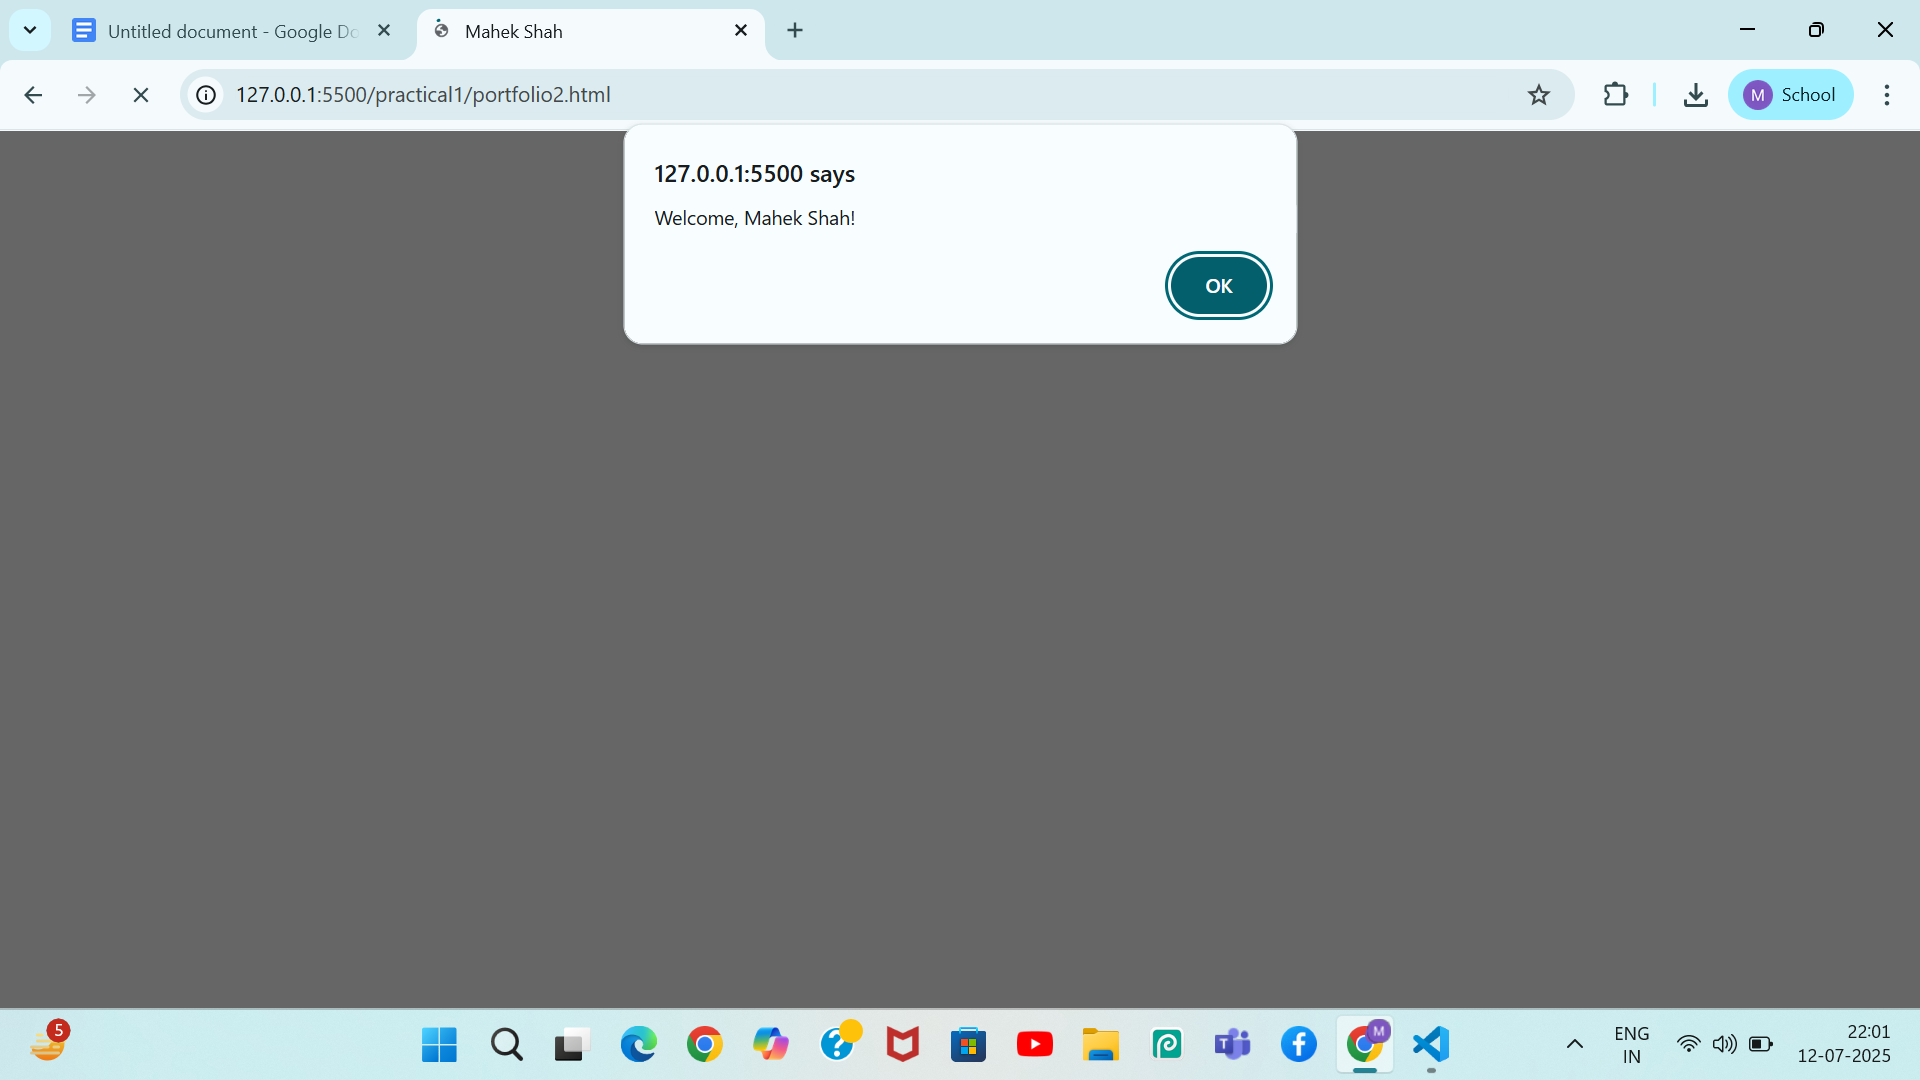 Untitled document - Google Do
Mahek Shah
127.0.0.1:5500/practical1/portfolio2.html
M
School
127.0.0.1:5500 says
Welcome, Mahek Shah!
OK
5
M
ENG
IN
22:01
12-07-2025